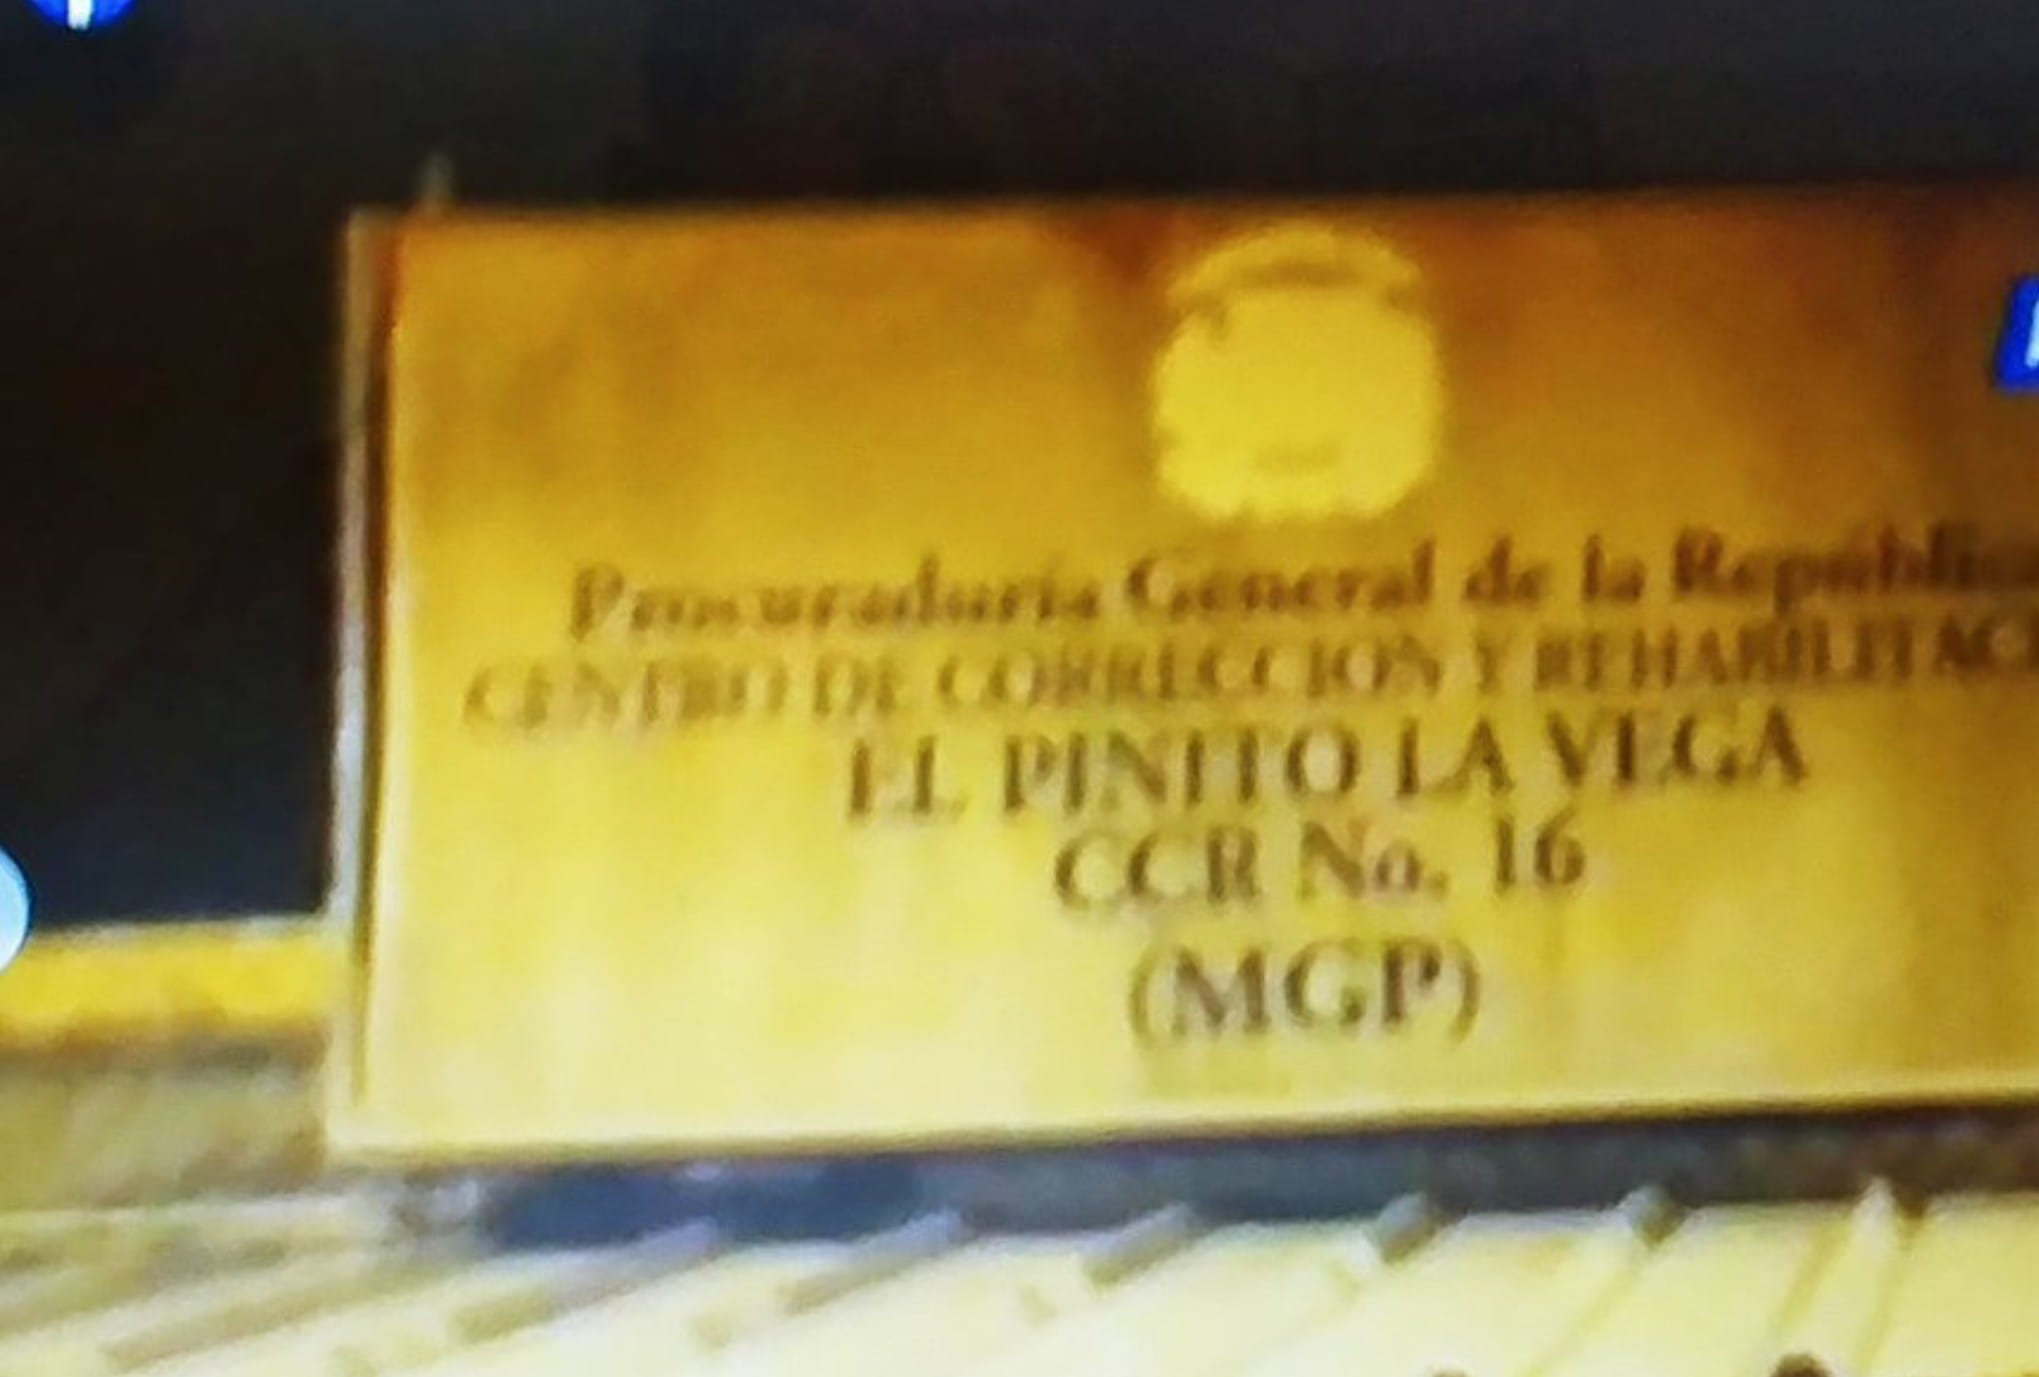 Procuraduría General de la República
CENTRO DE CORRECCION Y REHABILITAC
EL PINITO LA VEGA
CCR No. 16
(MGP)